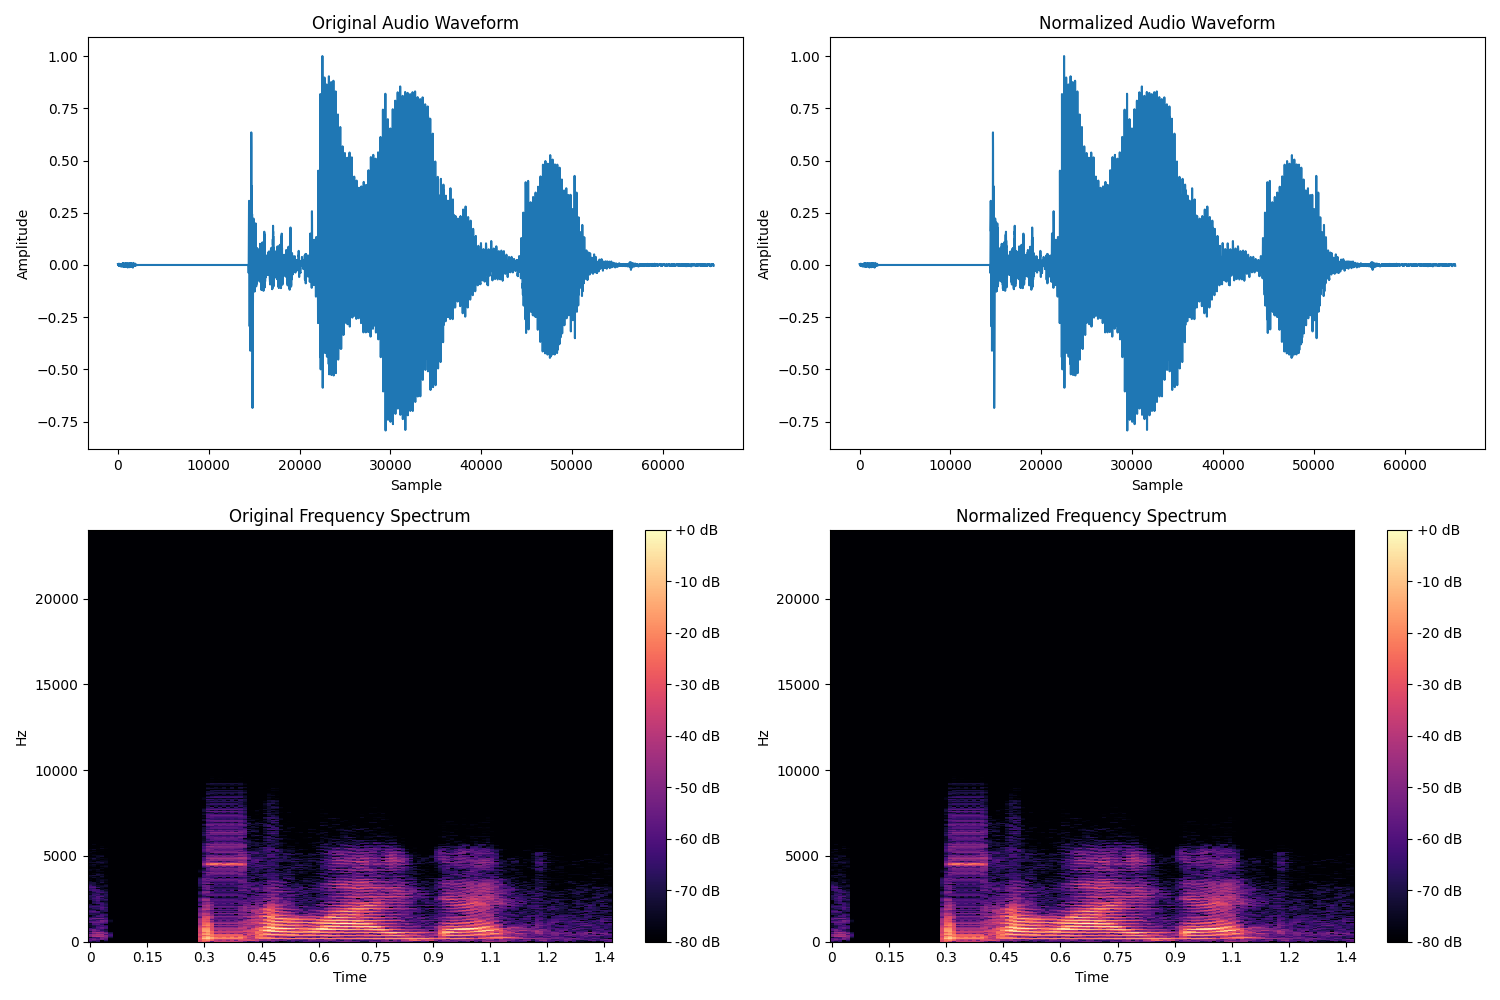 Original Audio Waveform
Normalized Audio Waveform
1.00
0.75
0.50
0.25
0.00
−0.25
−0.50
−0.75
Amplitude
0 10000 20000 30000 40000 50000 60000
Sample
1.00
0.75
0.50
0.25
0.00
−0.25
−0.50
−0.75
Amplitude
0 10000 20000 30000 40000 50000 60000
Sample
Original Frequency Spectrum
20000
15000
10000
5000
0
Hz
0 0.15 0.3 0.45 0.6 0.75 0.9 1.1 1.2 1.4
Time
+0 dB
-10 dB
-20 dB
-30 dB
-40 dB
-50 dB
-60 dB
-70 dB
-80 dB
Normalized Frequency Spectrum
20000
15000
10000
5000
0
Hz
0 0.15 0.3 0.45 0.6 0.75 0.9 1.1 1.2 1.4
Time
+0 dB
-10 dB
-20 dB
-30 dB
-40 dB
-50 dB
-60 dB
-70 dB
-80 dB